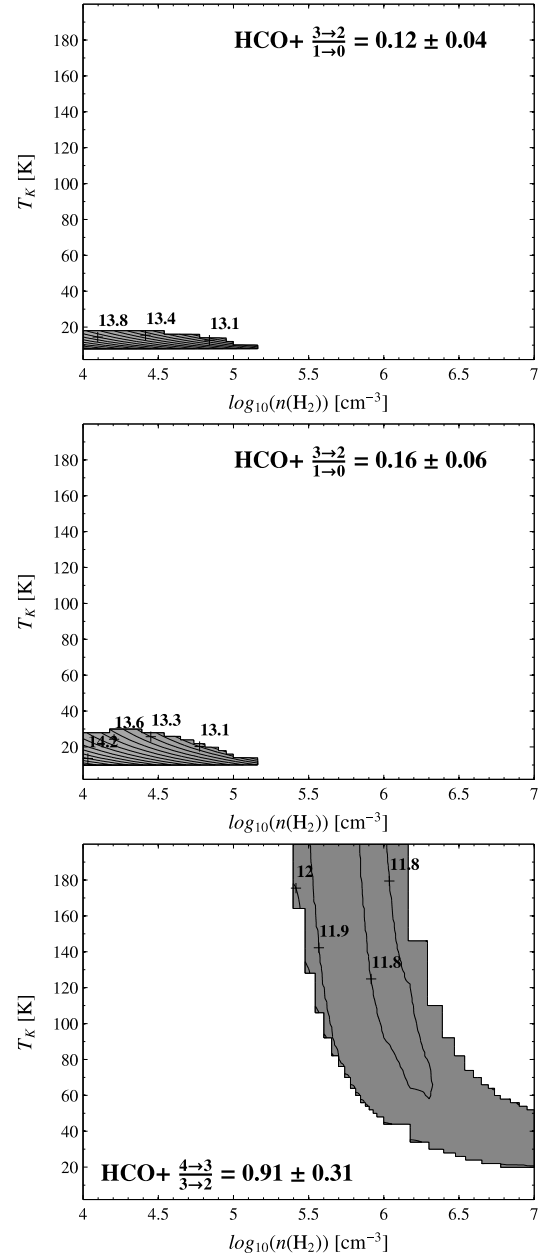 HCO+ 3→2/1→0 = 0.12 ± 0.04
180
160
140
120
100
80
60
40
20
T_K [K]
13.8 13.4 13.1
4 4.5 5 5.5 6 6.5 7
log₁₀(n(H₂)) [cm⁻³]
HCO+ 3→2/1→0 = 0.16 ± 0.06
180
160
140
120
100
80
60
40
20
T_K [K]
14.2 13.6 13.3 13.1
4 4.5 5 5.5 6 6.5 7
log₁₀(n(H₂)) [cm⁻³]
180
160
140
120
100
80
60
40
20
T_K [K]
12 11.8
11.9 11.8
HCO+ 4→3/3→2 = 0.91 ± 0.31
4 4.5 5 5.5 6 6.5 7
log₁₀(n(H₂)) [cm⁻³]